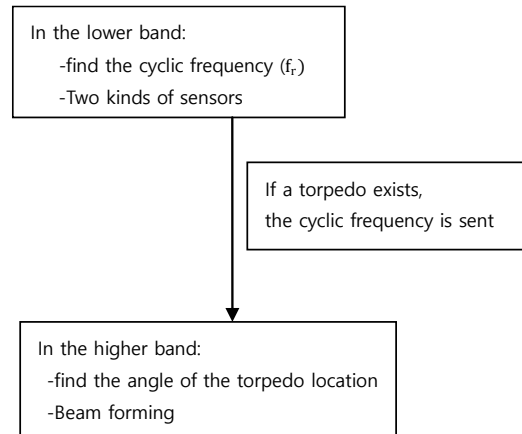 In the lower band:
-find the cyclic frequency (fᵣ)
-Two kinds of sensors
If a torpedo exists,
the cyclic frequency is sent
In the higher band:
-find the angle of the torpedo location
-Beam forming